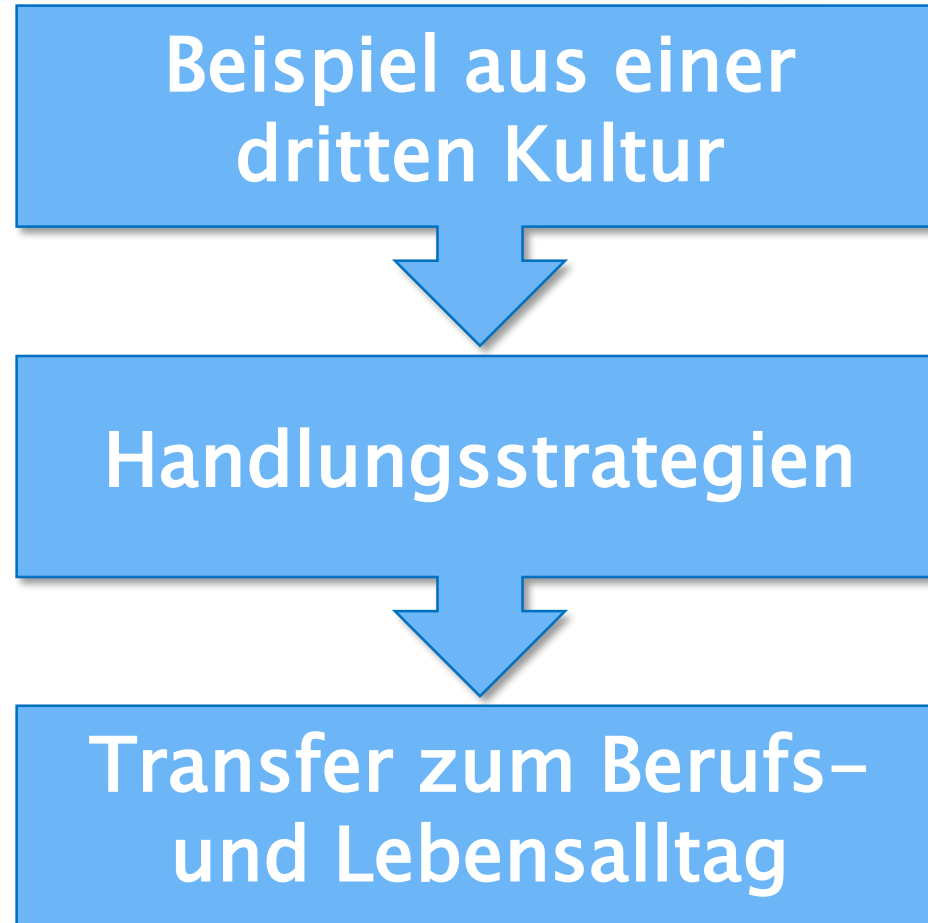 Beispiel aus einer
dritten Kultur
Handlungsstrategien
Transfer zum Berufs-
und Lebensalltag